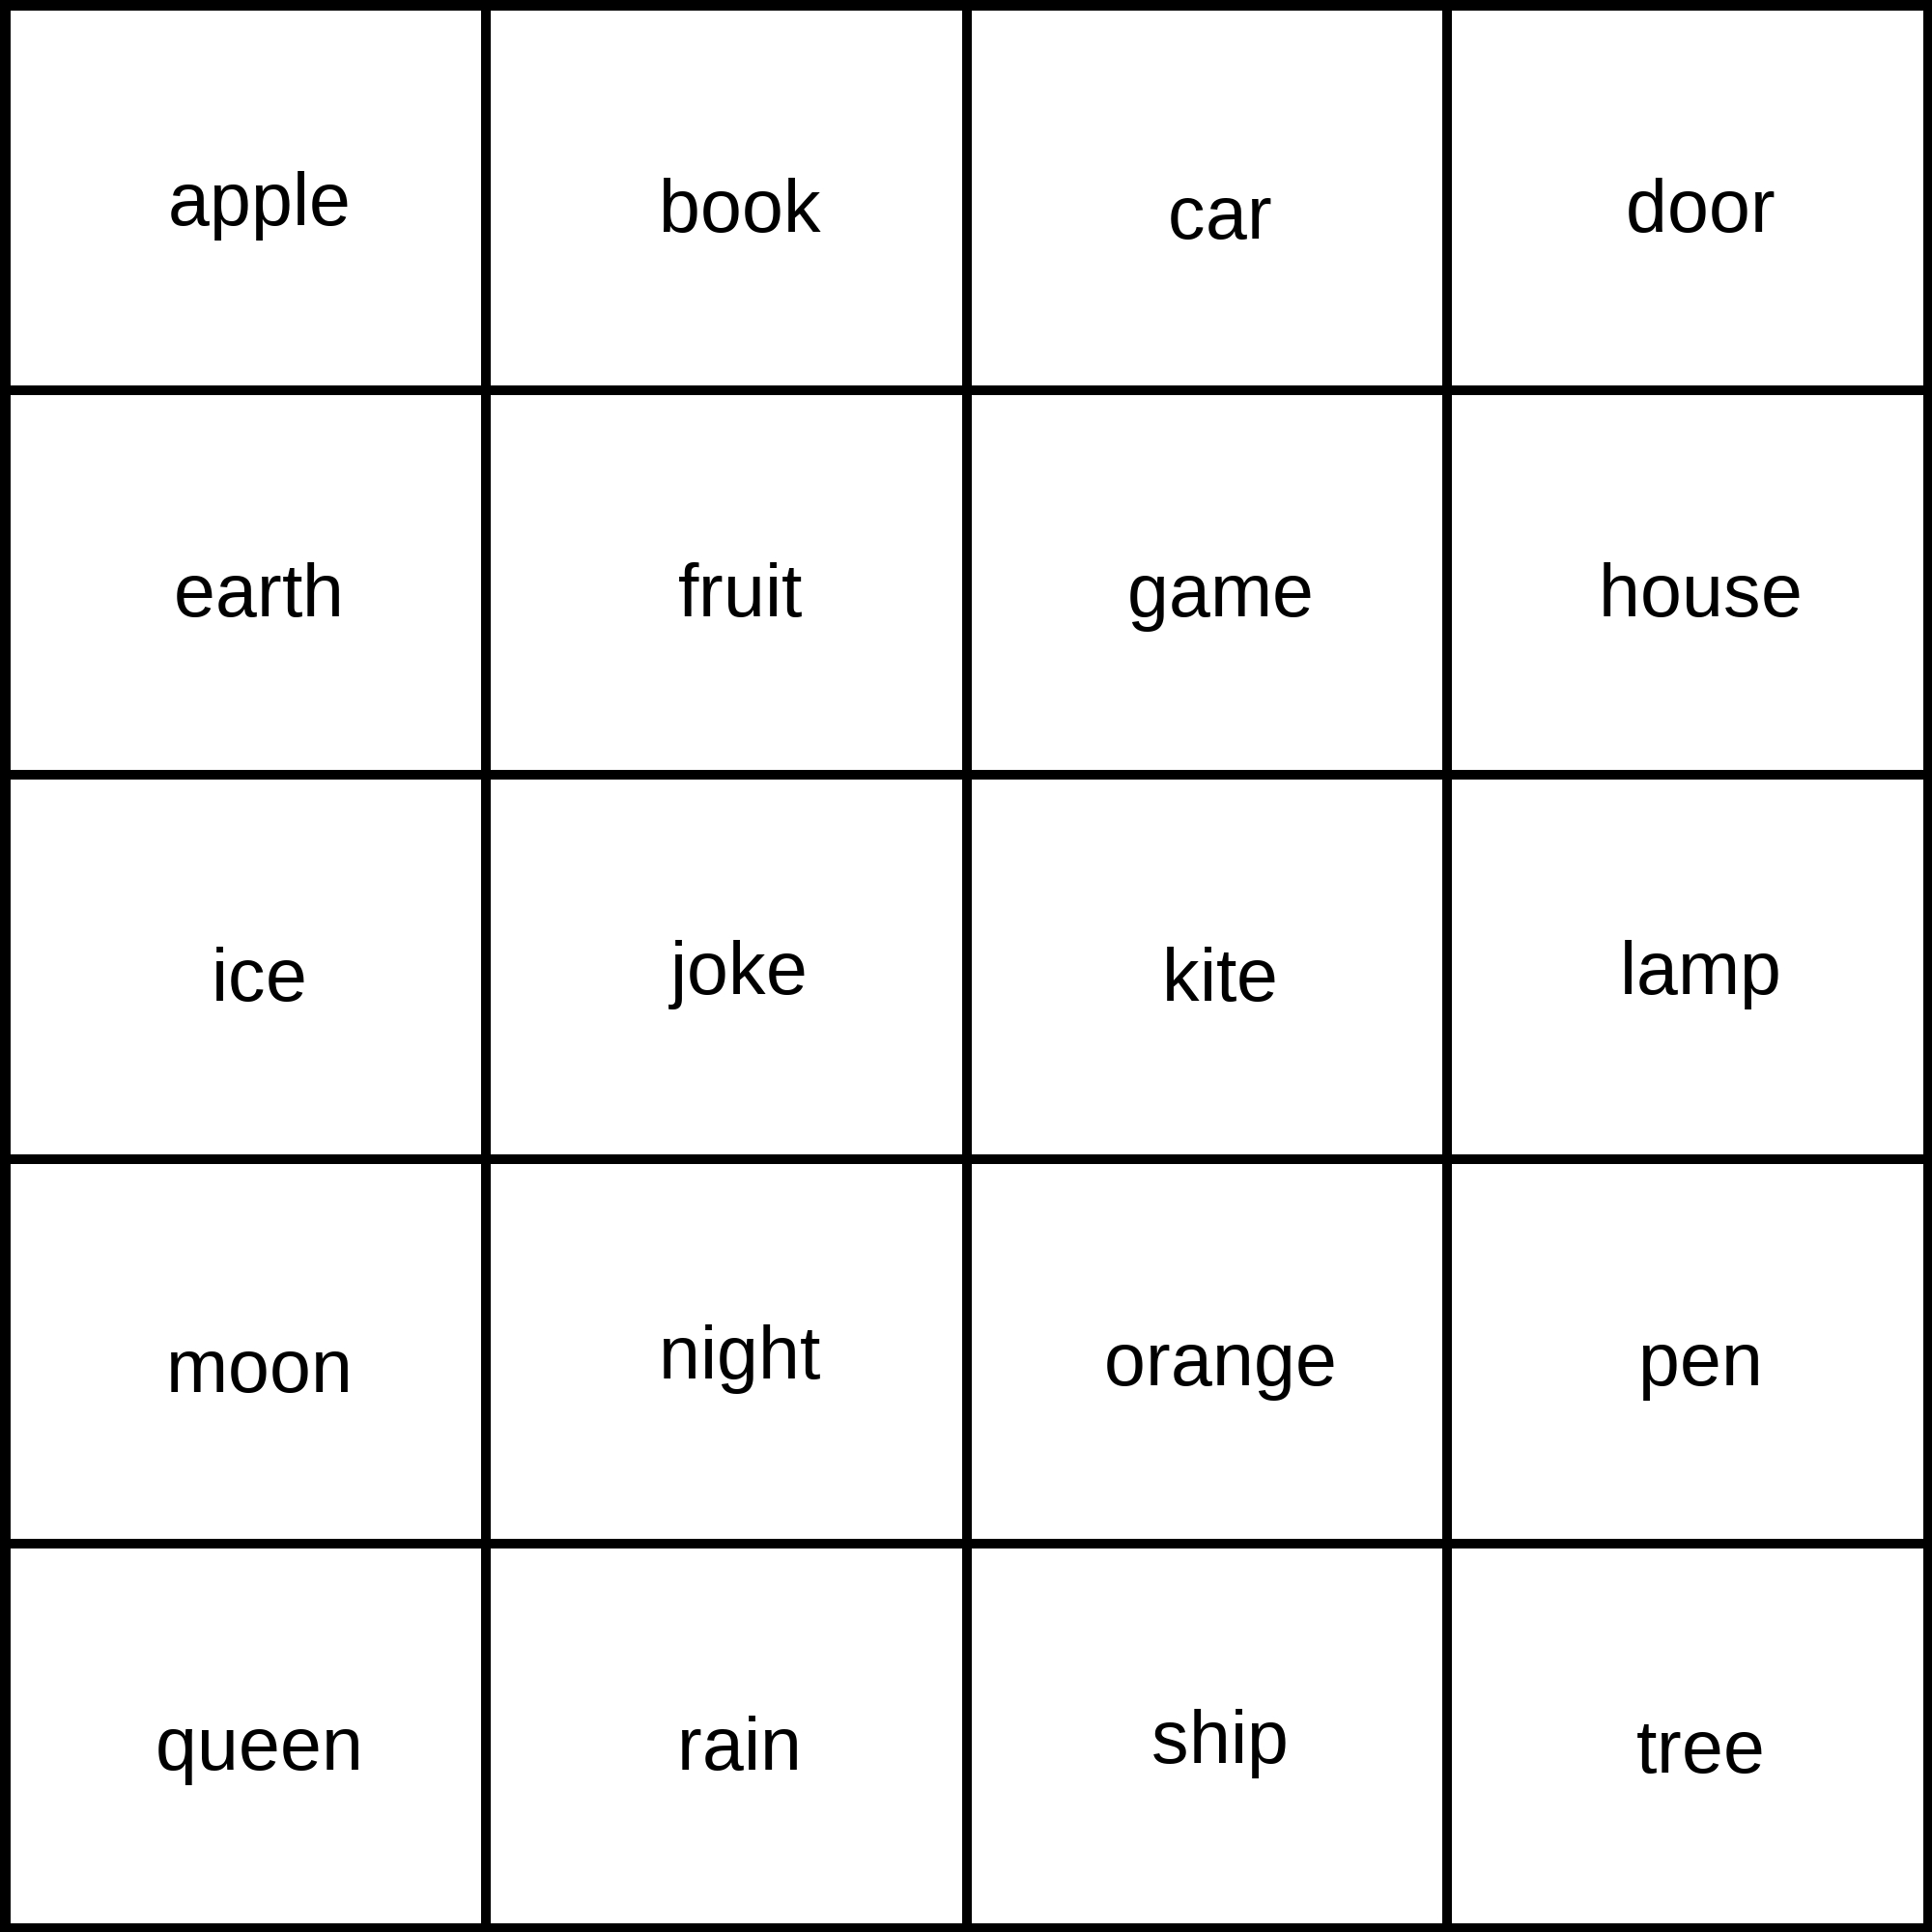 apple book car door
earth fruit game house
ice joke kite lamp
moon night orange pen
queen rain ship tree